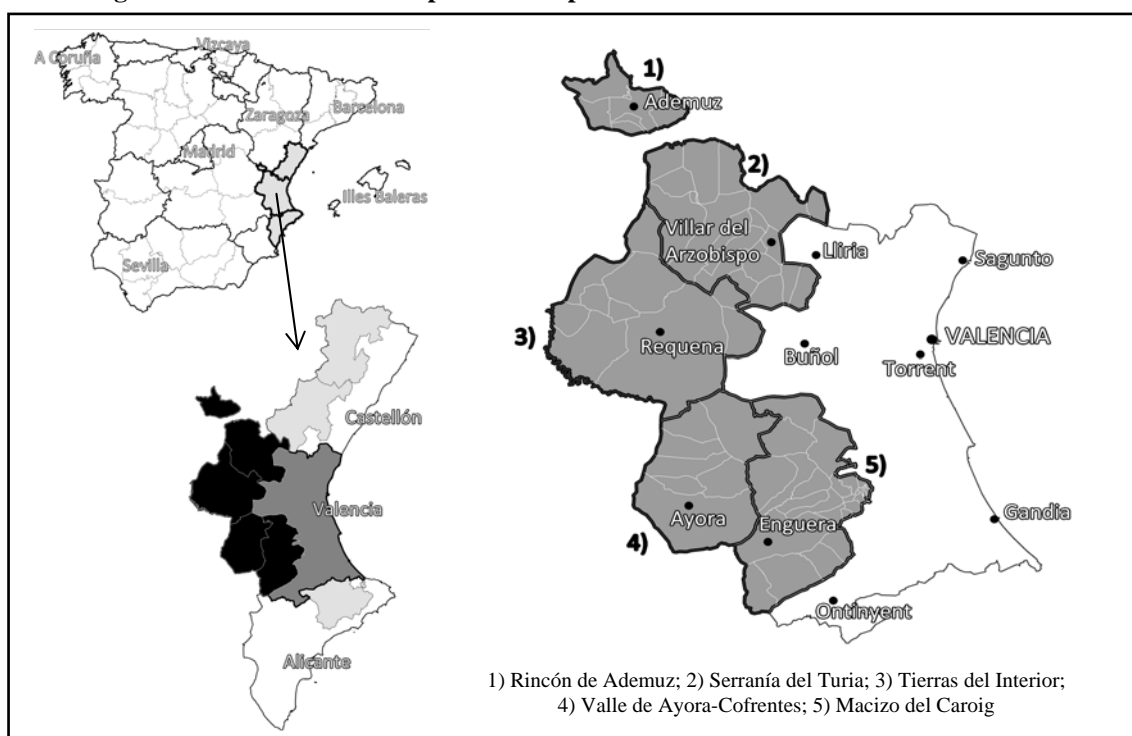 Vizcaya
A Coruña
Zaragoza
Barcelona
Madrid
Illes Baleras
Sevilla
Castellón
Valencia
Alicante
1)
Ademuz
2)
Villar del
Arzobispo
Lliria
Sagunto
3)
Requena
Buñol
VALENCIA
Torrent
5)
Ayora
Enguera
Gandia
4)
Ontinyent
1) Rincón de Ademuz; 2) Serranía del Turia; 3) Tierras del Interior;
4) Valle de Ayora-Cofrentes; 5) Macizo del Caroig